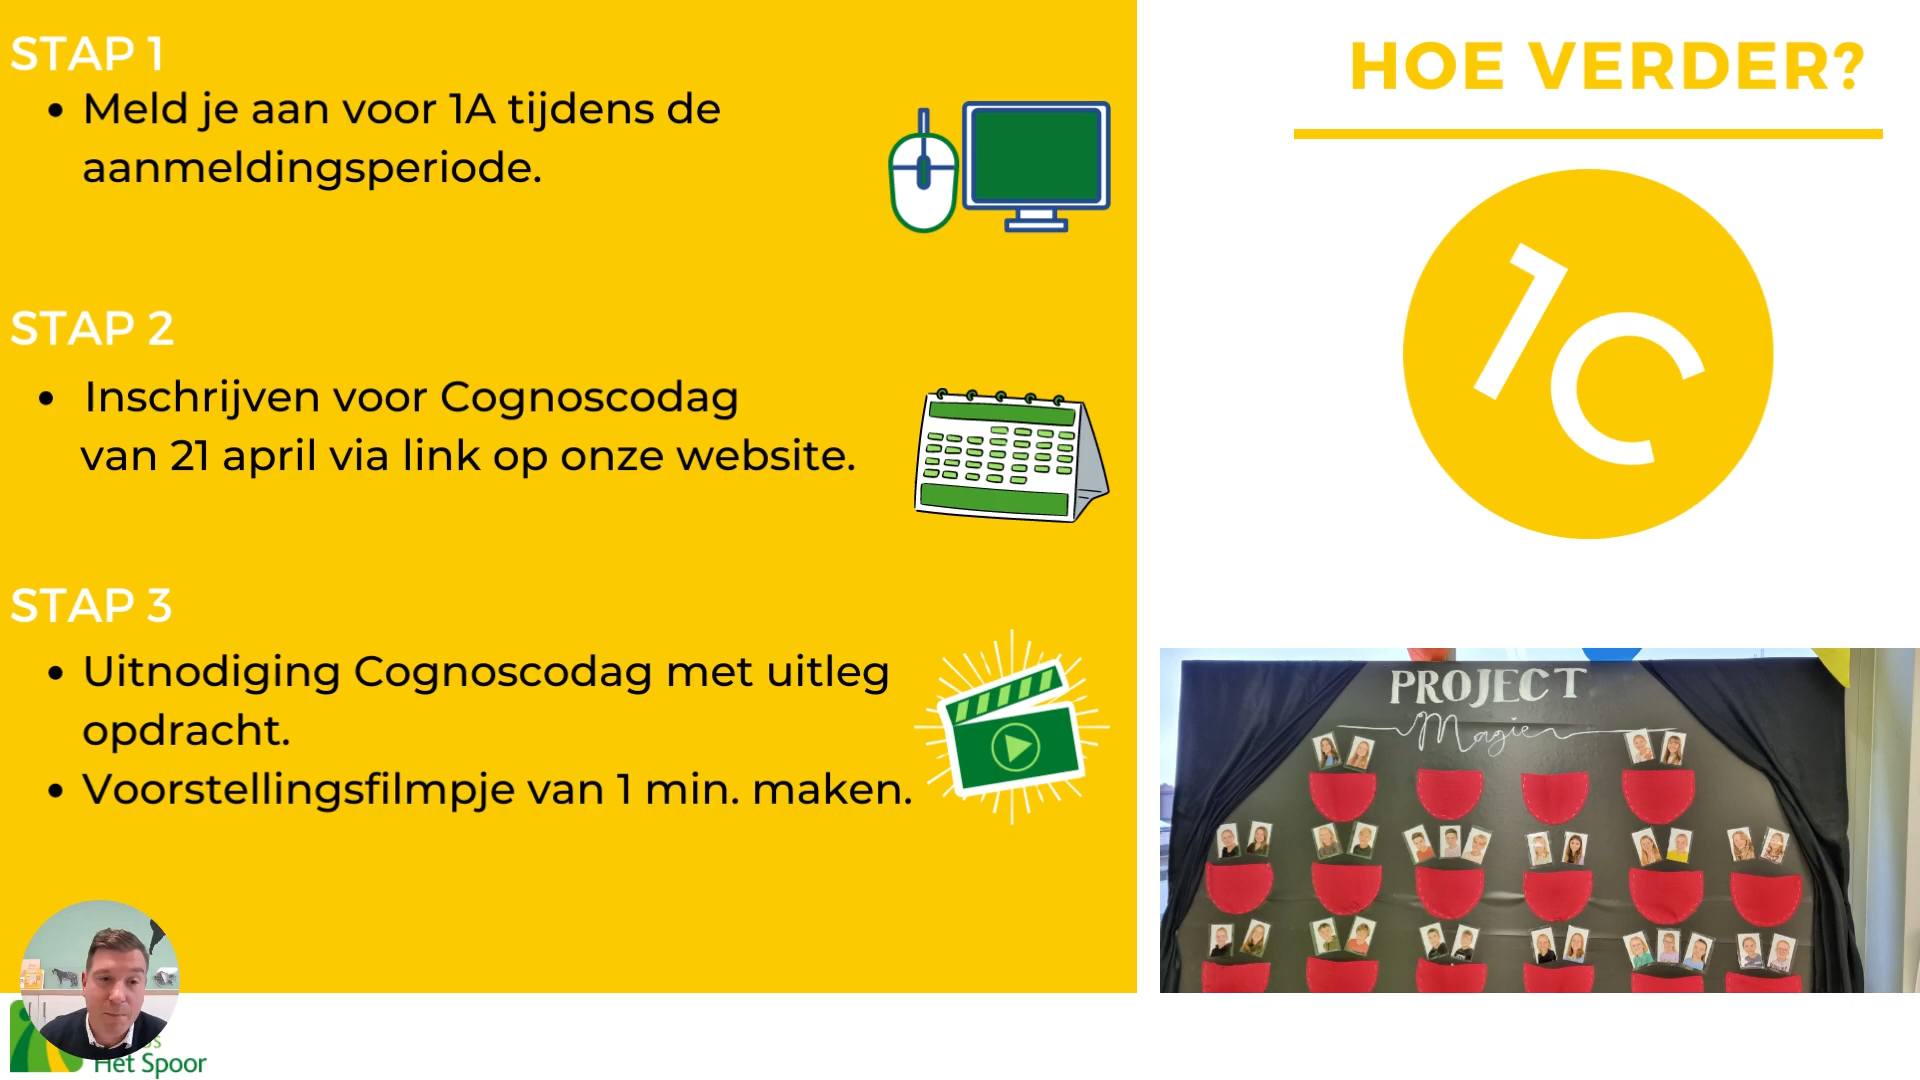 STAP 1
• Meld je aan voor 1A tijdens de
aanmeldingsperiode.
STAP 2
• Inschrijven voor Cognoscodag
van 21 april via link op onze website.
STAP 3
• Uitnodiging Cognoscodag met uitleg
opdracht.
• Voorstellingsfilmpje van 1 min. maken.
HOE VERDER?
1C
PROJECT
Magie
Het Spoor